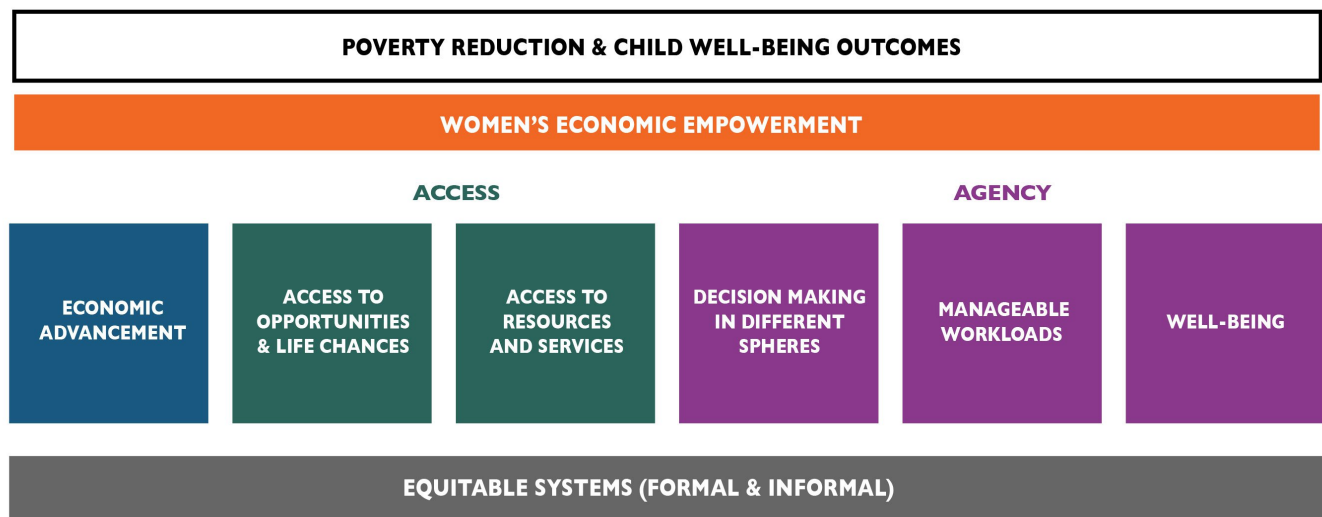 POVERTY REDUCTION & CHILD WELL-BEING OUTCOMES
WOMEN’S ECONOMIC EMPOWERMENT
ACCESS
AGENCY
ECONOMIC
ADVANCEMENT
ACCESS TO
OPPORTUNITIES
& LIFE CHANCES
ACCESS TO
RESOURCES
AND SERVICES
DECISION MAKING
IN DIFFERENT
SPHERES
MANAGEABLE
WORKLOADS
WELL-BEING
EQUITABLE SYSTEMS (FORMAL & INFORMAL)